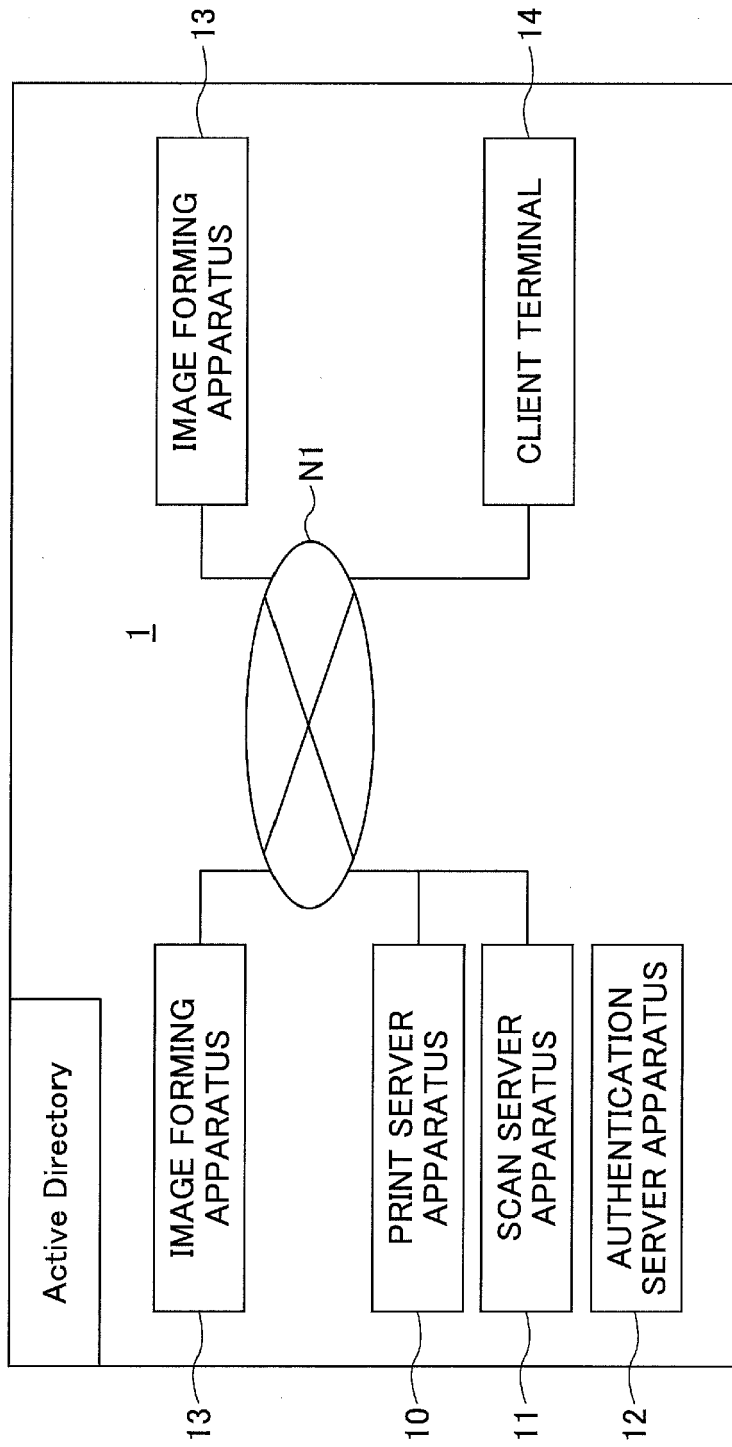 Active Directory
1
13
IMAGE FORMING
APPARATUS
N1
IMAGE FORMING
APPARATUS
13
10
PRINT SERVER
APPARATUS
11
SCAN SERVER
APPARATUS
12
AUTHENTICATION
SERVER APPARATUS
CLIENT TERMINAL
14